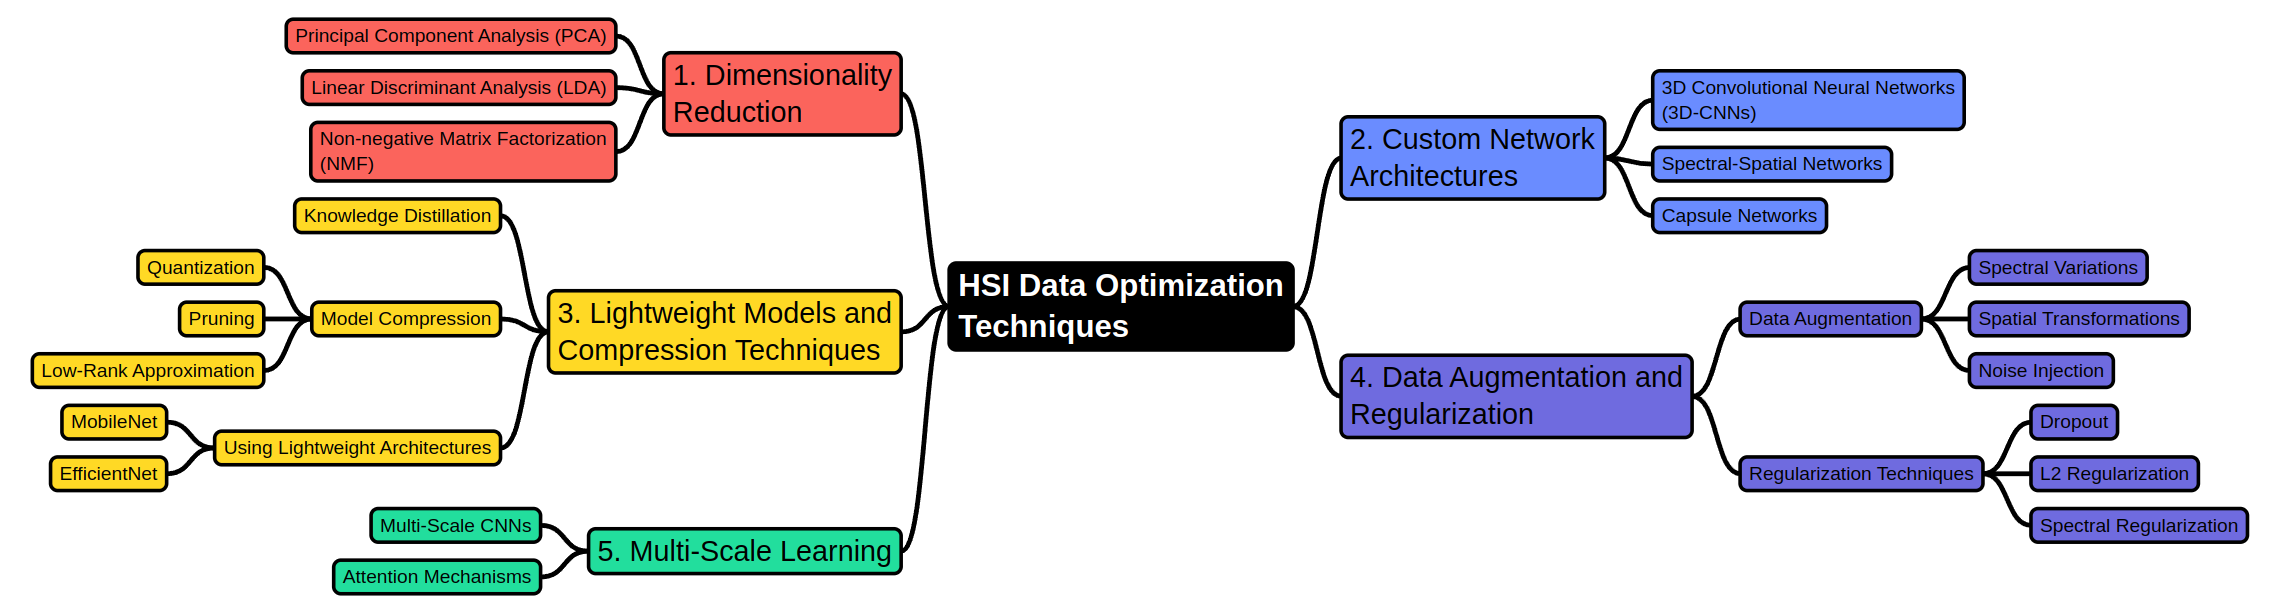 HSI Data Optimization
Techniques
1. Dimensionality
Reduction
Principal Component Analysis (PCA)
Linear Discriminant Analysis (LDA)
Non-negative Matrix Factorization
(NMF)
2. Custom Network
Architectures
3D Convolutional Neural Networks
(3D-CNNs)
Spectral-Spatial Networks
Capsule Networks
3. Lightweight Models and
Compression Techniques
Knowledge Distillation
Model Compression
Quantization
Pruning
Low-Rank Approximation
Using Lightweight Architectures
MobileNet
EfficientNet
4. Data Augmentation and
Regularization
Data Augmentation
Spectral Variations
Spatial Transformations
Noise Injection
Regularization Techniques
Dropout
L2 Regularization
Spectral Regularization
5. Multi-Scale Learning
Multi-Scale CNNs
Attention Mechanisms